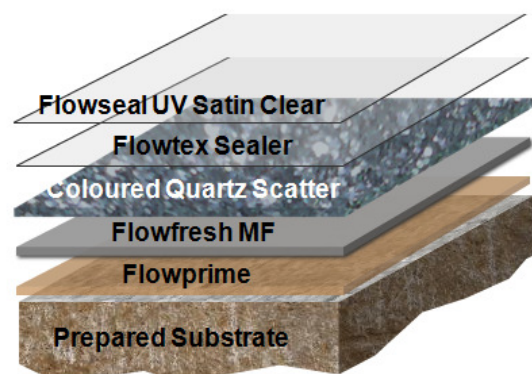 Flowseal UV Satin Clear
Flowtex Sealer
Coloured Quartz Scatter
Flowfresh MF
Flowprime
Prepared Substrate